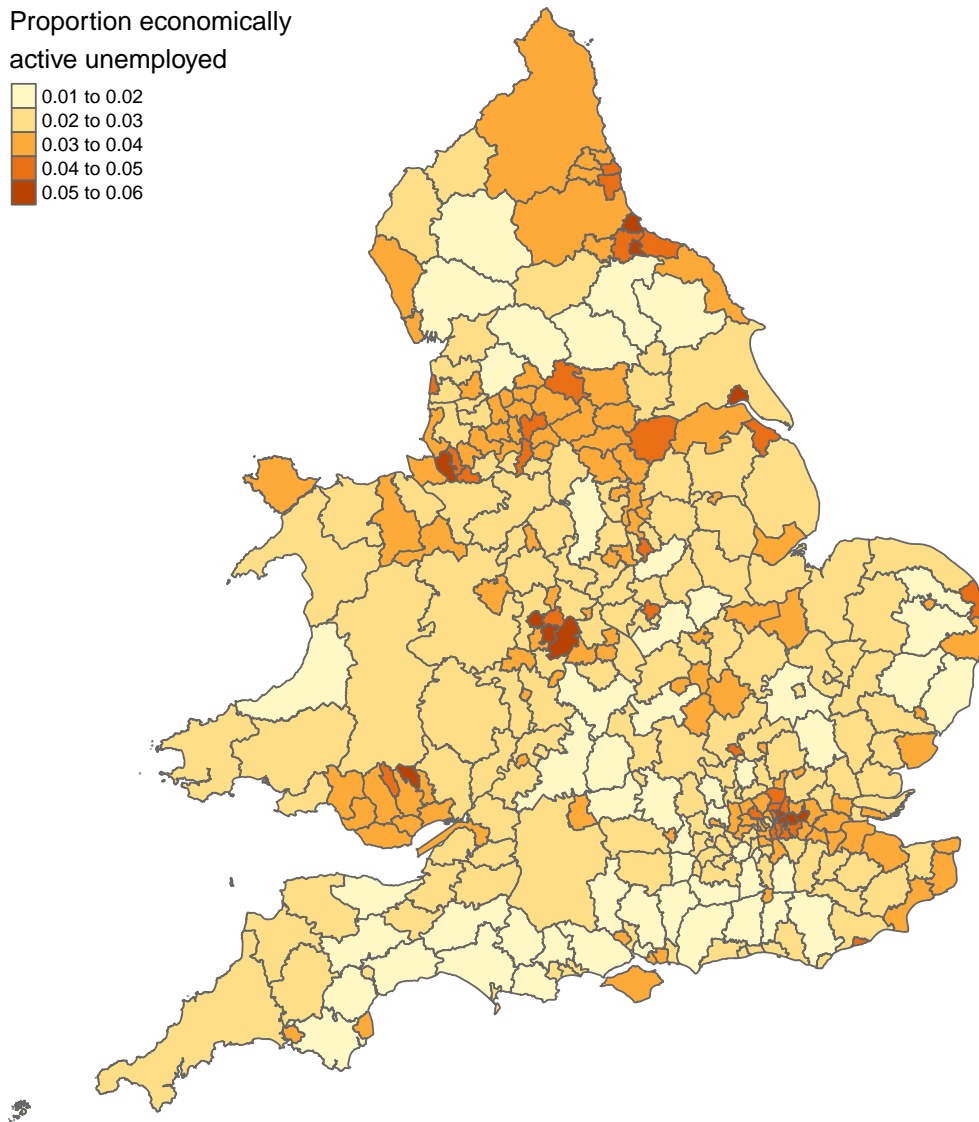 Proportion economically
active unemployed
0.01 to 0.02
0.02 to 0.03
0.03 to 0.04
0.04 to 0.05
0.05 to 0.06